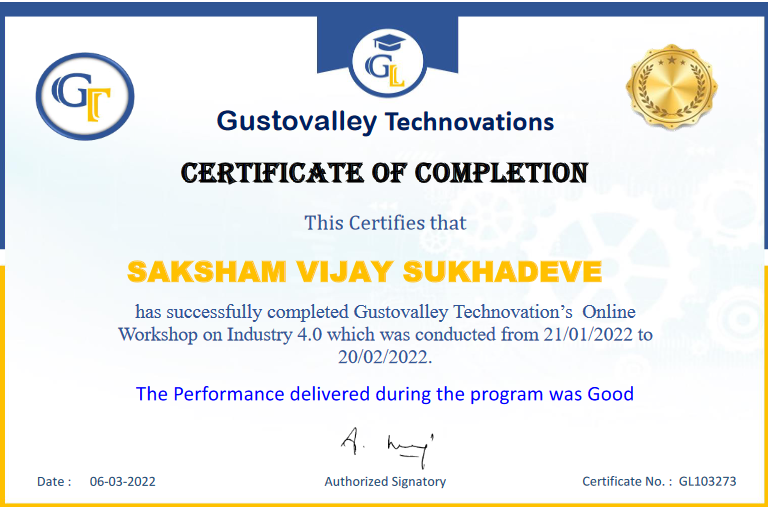 GT
GL
Gustovalley Technovations
CERTIFICATE OF COMPLETION
This Certifies that
SAKSHAM VIJAY SUKHADEVE
has successfully completed Gustovalley Technovation’s Online
Workshop on Industry 4.0 which was conducted from 21/01/2022 to
20/02/2022.
The Performance delivered during the program was Good
Date : 06-03-2022
Authorized Signatory
Certificate No. : GL103273